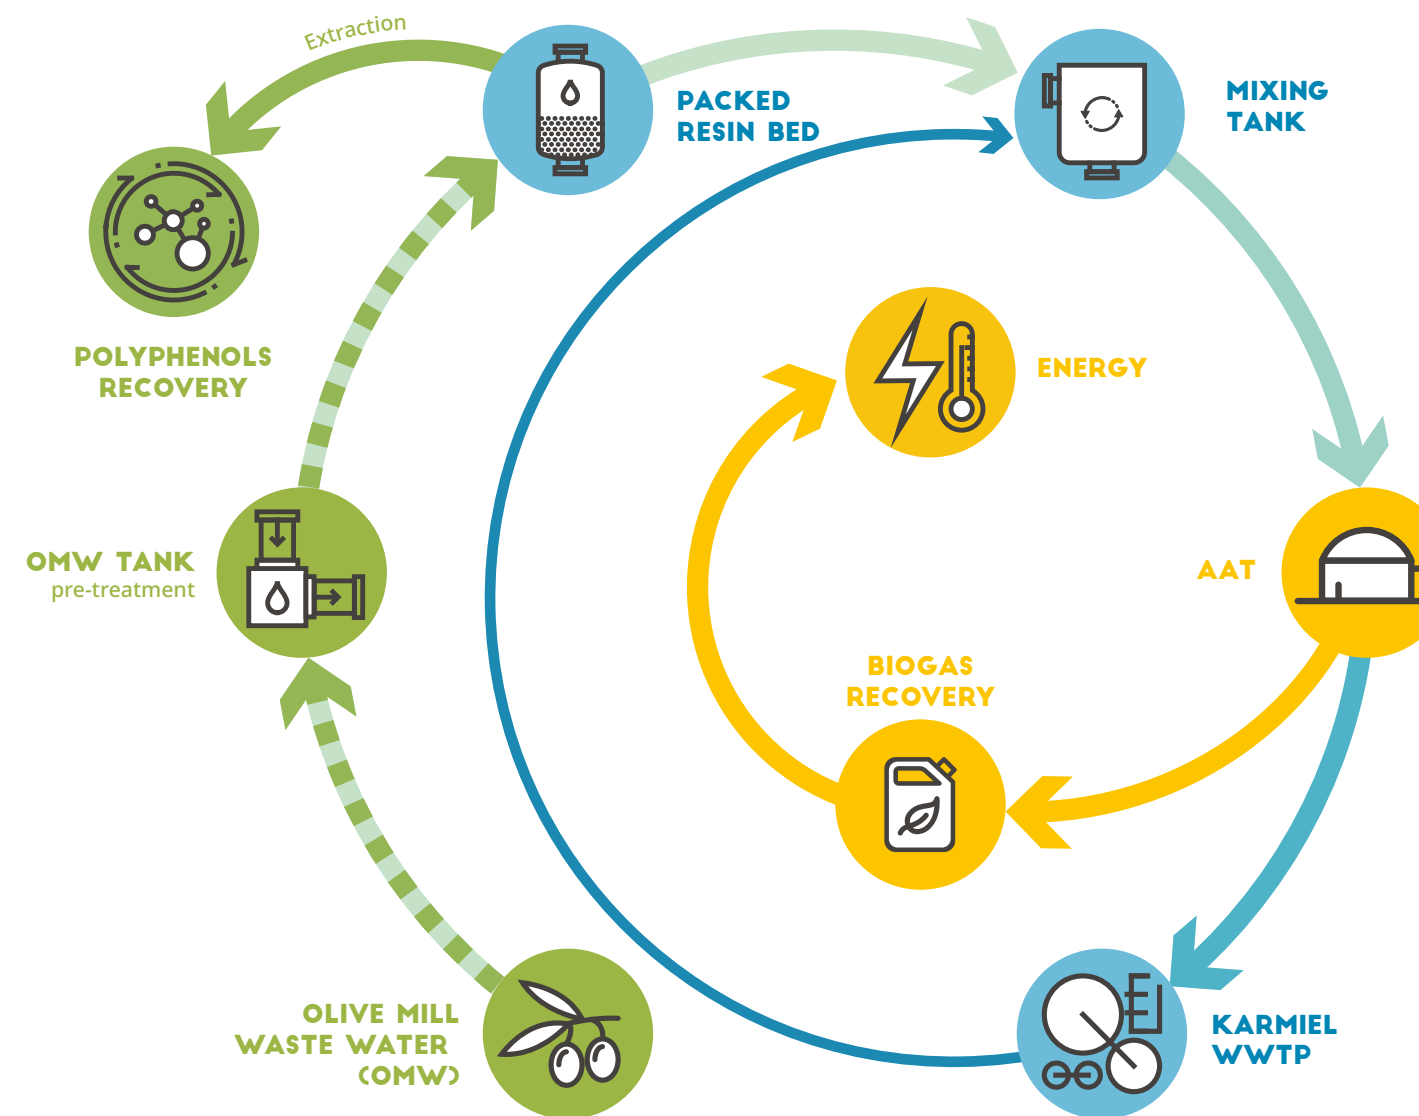 Extraction
PACKED
RESIN BED
MIXING
TANK
POLYPHENOLS
RECOVERY
ENERGY
OMW TANK
pre-treatment
AAT
BIOGAS
RECOVERY
OLIVE MILL
WASTE WATER
(OMW)
KARMIEL
WWTP